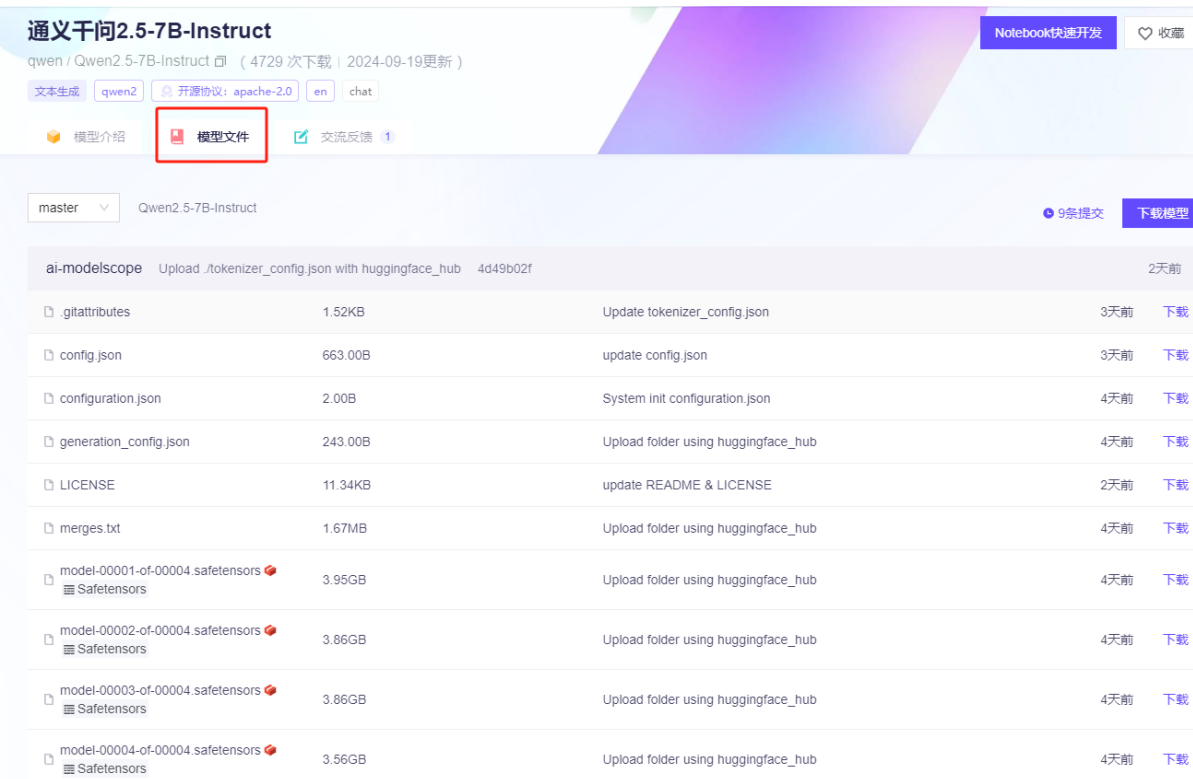 通义千问2.5-7B-Instruct
Notebook快速开发
收藏
qwen / Qwen2.5-7B-Instruct ( 4729 次下载 | 2024-09-19更新 )
文本生成 qwen2 开源协议：apache-2.0 en chat
模型介绍 模型文件 交流反馈 1
master Qwen2.5-7B-Instruct 9条提交 下载模型
ai-modelscope Upload ./tokenizer_config.json with huggingface_hub 4d49b02f 2天前
.gitattributes 1.52KB Update tokenizer_config.json 3天前 下载
config.json 663.00B update config.json 3天前 下载
configuration.json 2.00B System init configuration.json 4天前 下载
generation_config.json 243.00B Upload folder using huggingface_hub 4天前 下载
LICENSE 11.34KB update README & LICENSE 2天前 下载
merges.txt 1.67MB Upload folder using huggingface_hub 4天前 下载
model-00001-of-00004.safetensors
Safetensors
3.95GB Upload folder using huggingface_hub 4天前 下载
model-00002-of-00004.safetensors
Safetensors
3.86GB Upload folder using huggingface_hub 4天前 下载
model-00003-of-00004.safetensors
Safetensors
3.86GB Upload folder using huggingface_hub 4天前 下载
model-00004-of-00004.safetensors
Safetensors
3.56GB Upload folder using huggingface_hub 4天前 下载